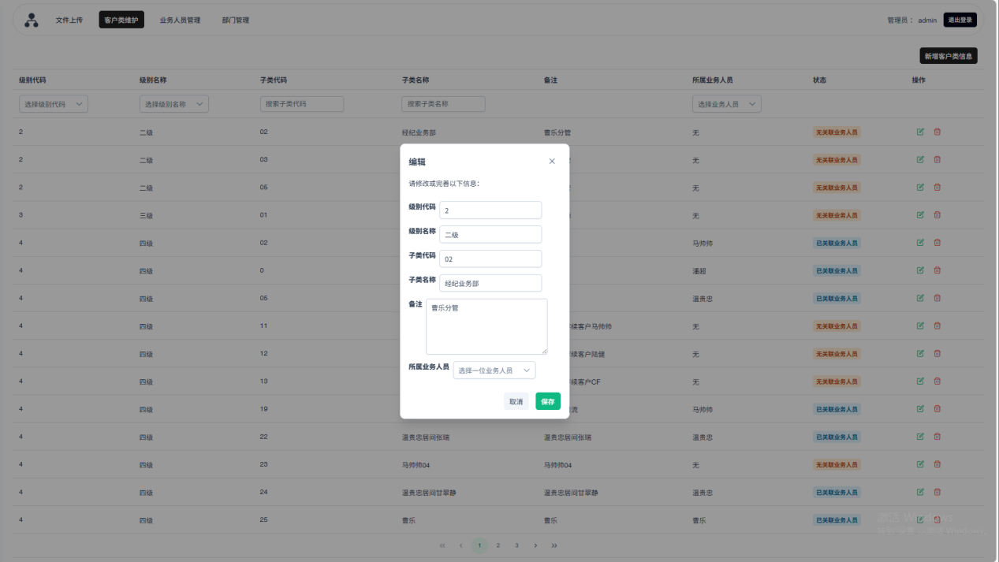 文件上传 客户类维护 业务人员管理 部门管理 管理员： admin 退出登录
新增客户类信息
级别代码 级别名称 子类代码 子类名称 备注 所属业务人员 状态 操作
选择级别代码 选择级别名称 搜索子类代码 搜索子类名称 选择业务人员
2 二级 02 经纪业务部 曹乐分管 无 无关联业务人员
2 二级 03 无 无关联业务人员
2 二级 05 无 无关联业务人员
3 三级 01 无 无关联业务人员
4 四级 02 马帅帅 已关联业务人员
4 四级 0 潘超 已关联业务人员
4 四级 05 温贵忠 已关联业务人员
4 四级 11 续客户马帅帅 无 无关联业务人员
4 四级 12 续客户陆健 无 无关联业务人员
4 四级 13 续客户CF 无 无关联业务人员
4 四级 19 流 马帅帅 已关联业务人员
4 四级 22 温贵忠居间张瑞 温贵忠居间张瑞 温贵忠 已关联业务人员
4 四级 23 马帅帅04 马帅帅04 无 无关联业务人员
4 四级 24 温贵忠居间甘翠静 温贵忠居间甘翠静 温贵忠 已关联业务人员
4 四级 25 曹乐 曹乐 曹乐 已关联业务人员
1 2 3
编辑
请修改或完善以下信息:
级别代码 2
级别名称 二级
子类代码 02
子类名称 经纪业务部
备注 曹乐分管
所属业务人员 选择一位业务人员
取消 保存
激活 Windows